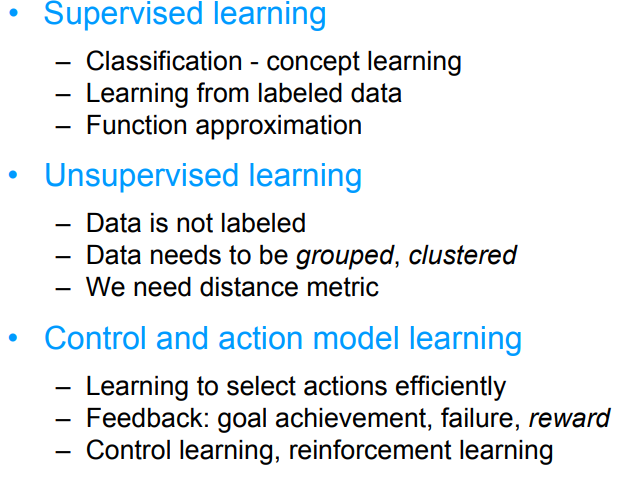 • Supervised learning
– Classification - concept learning
– Learning from labeled data
– Function approximation
• Unsupervised learning
– Data is not labeled
– Data needs to be grouped, clustered
– We need distance metric
• Control and action model learning
– Learning to select actions efficiently
– Feedback: goal achievement, failure, reward
– Control learning, reinforcement learning